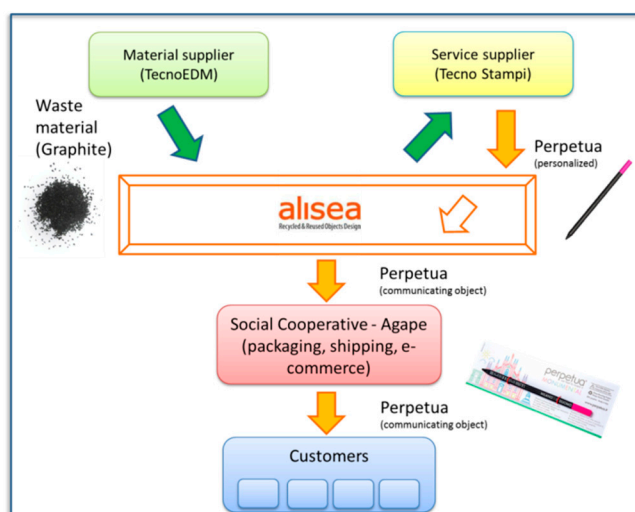 Material supplier
(TecnoEDM)
Service supplier
(Tecno Stampi)
Waste
material
(Graphite)
Perpetua
(personalized)
alisea
Recycled & Reused Objects Design
Perpetua
(communicating object)
Social Cooperative - Agape
(packaging, shipping, e-
commerce)
perpetua
Perpetua
(communicating object)
Customers